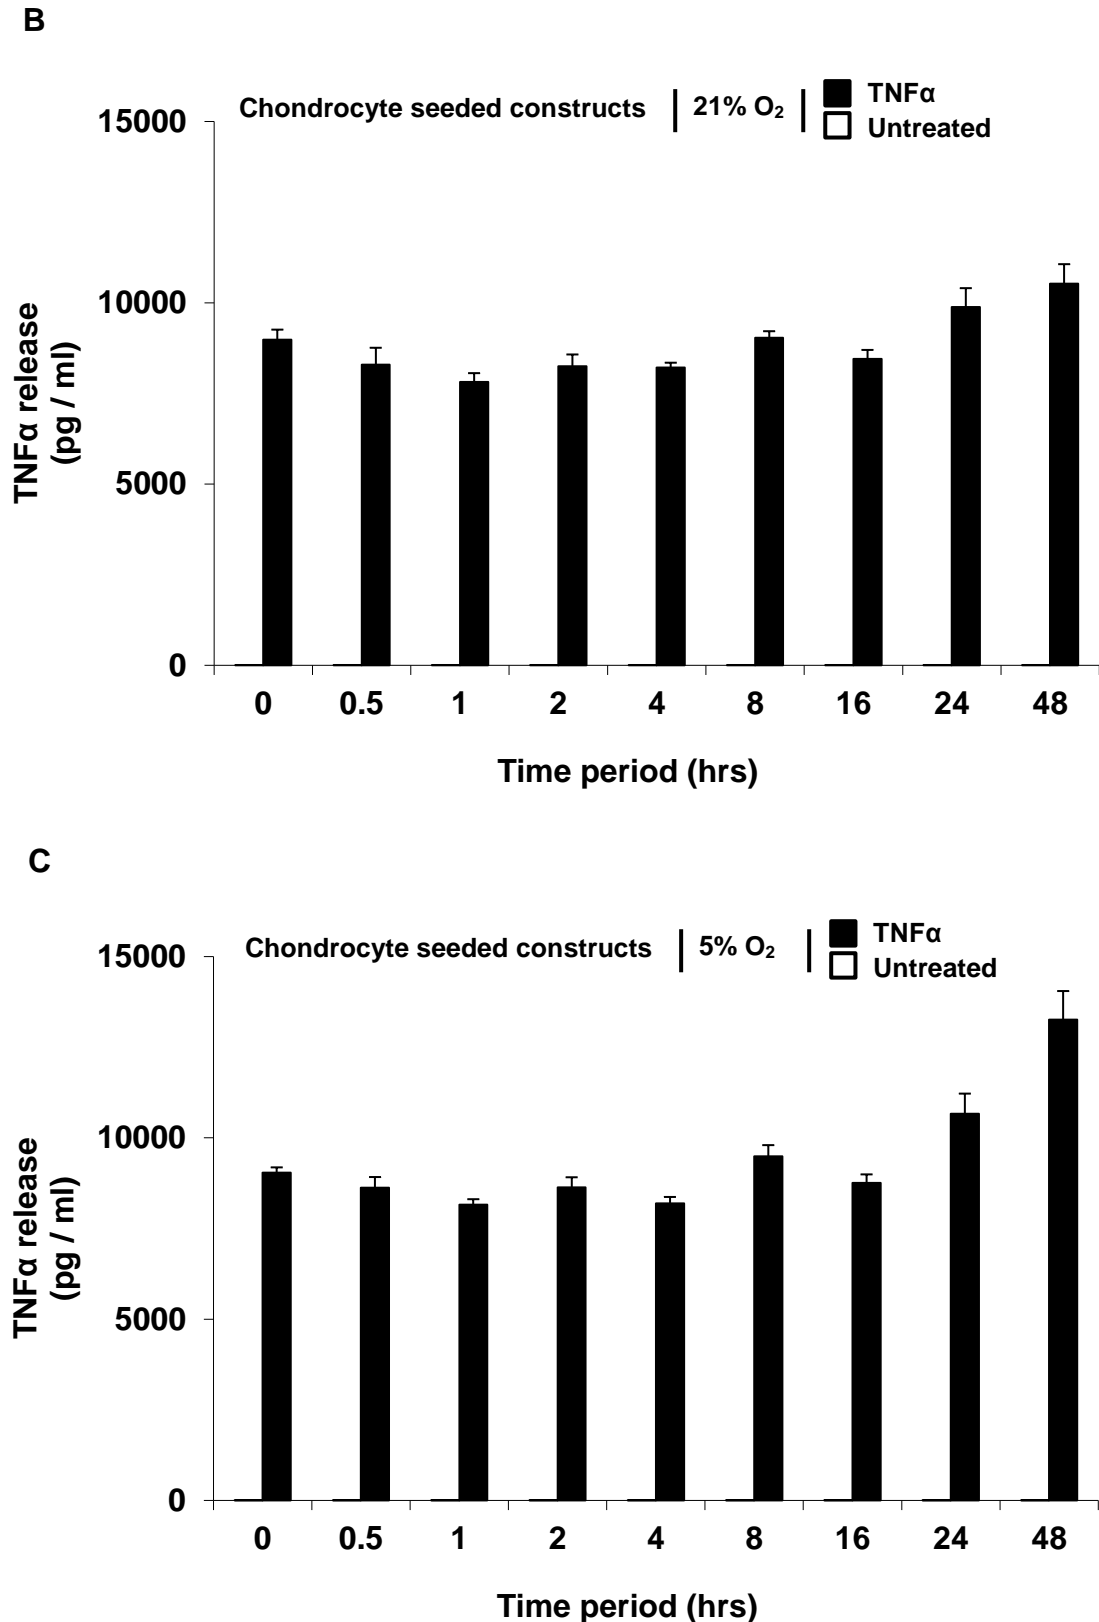 B
Chondrocyte seeded constructs | 21% O₂ | TNFα
Untreated
15000
10000
5000
0
TNFα release
(pg / ml)
0 0.5 1 2 4 8 16 24 48
Time period (hrs)
C
Chondrocyte seeded constructs | 5% O₂ | TNFα
Untreated
15000
10000
5000
0
TNFα release
(pg / ml)
0 0.5 1 2 4 8 16 24 48
Time period (hrs)